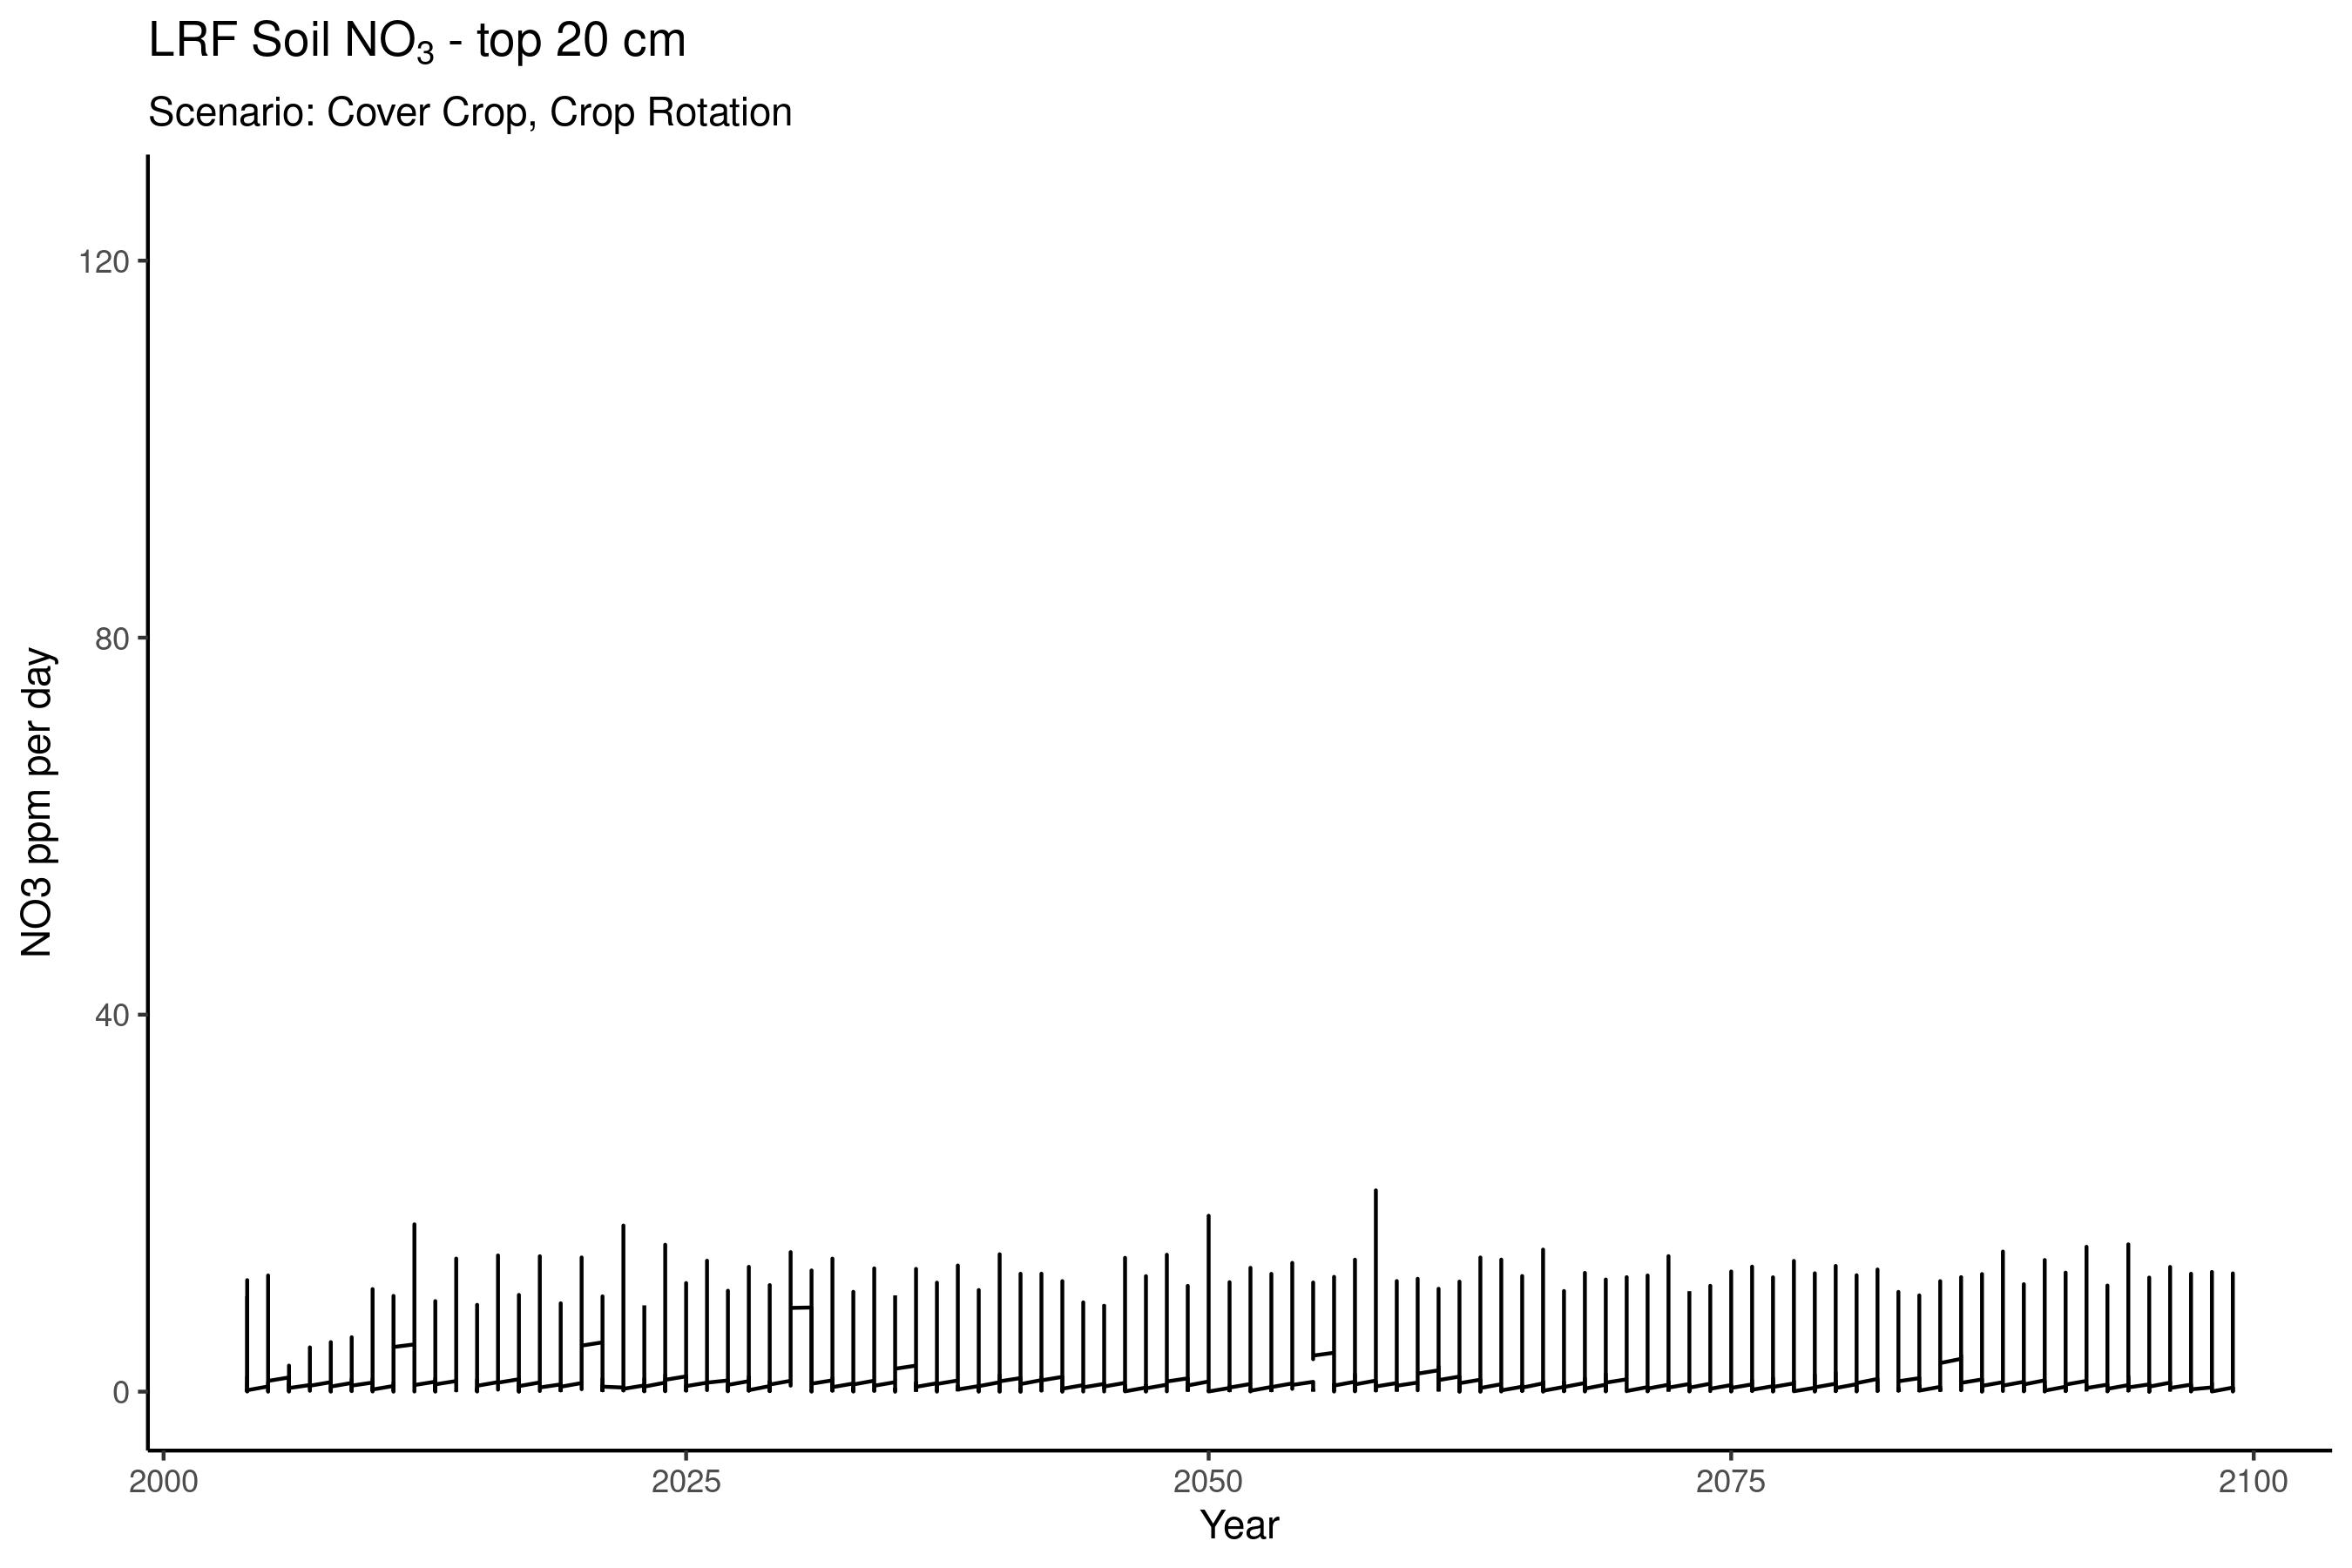 LRF Soil NO₃ - top 20 cm
Scenario: Cover Crop, Crop Rotation
120
80
40
0
NO3 ppm per day
2000 2025 2050 2075 2100
Year